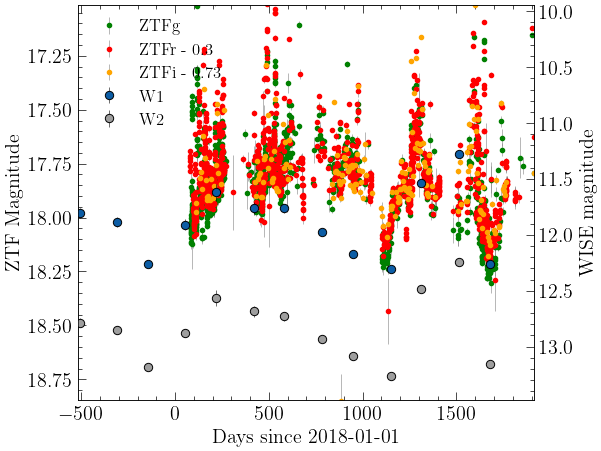 ZTFg
ZTFr - 0.3
ZTFi - 0.73
W1
W2
17.25
17.50
17.75
18.00
18.25
18.50
18.75
ZTF Magnitude
10.0
10.5
11.0
11.5
12.0
12.5
13.0
WISE magnitude
−500
0
500
1000
1500
Days since 2018-01-01